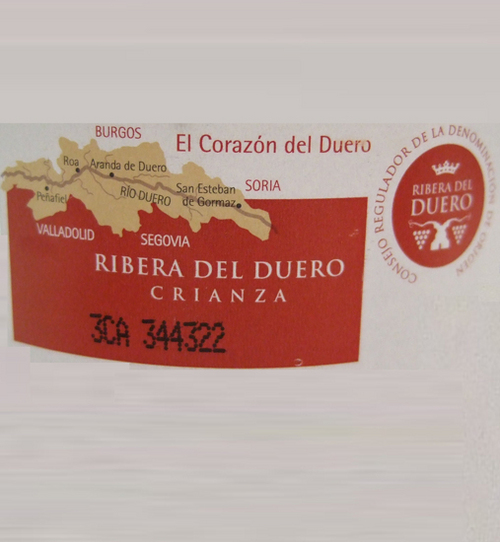 BURGOS
El Corazón del Duero
Roa
Aranda de Duero
Peñafiel
RÍO DUERO
San Esteban
de Gormaz
SORIA
VALLADOLID
SEGOVIA
RIBERA DEL DUERO
CRIANZA
3CA 344322
CONSEJO REGULADOR DE LA DENOMINACIÓN DE ORIGEN
RIBERA DEL
DUERO